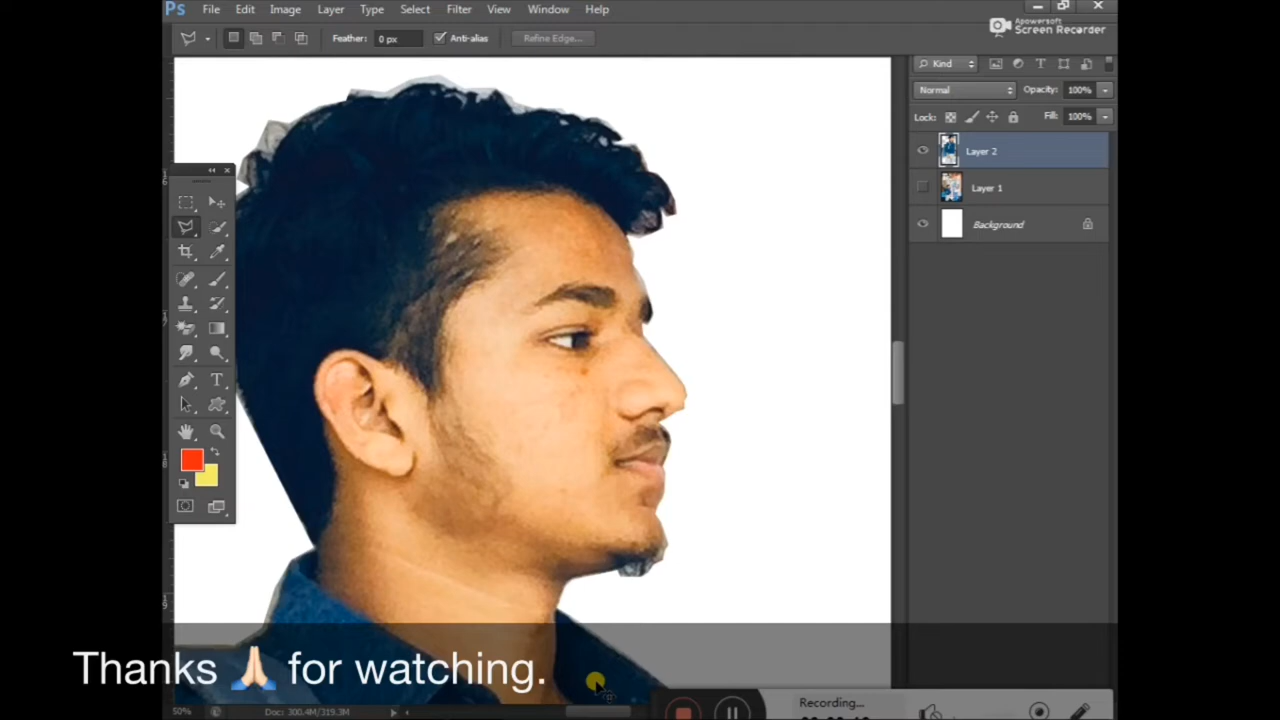 Ps File Edit Image Layer Type Select Filter View Window Help
Apowersoft
Screen Recorder
Feather: 0 px Anti-alias Refine Edge...
Kind
Normal Opacity: 100%
Lock: Fill: 100%
Layer 2
Layer 1
Background
T
Thanks 🙏🏻 for watching.
Recording...
50% Doc: 300.4M/319.3M